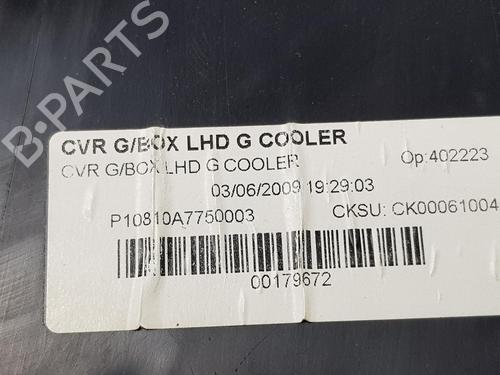 CVR G/BOX LHD G COOLER
CVR G/BOX LHD G COOLER
Op:402223
03/06/2009 19:29:03
P10810A7750003
CKSU: CK00061004
00179672
B-PARTS